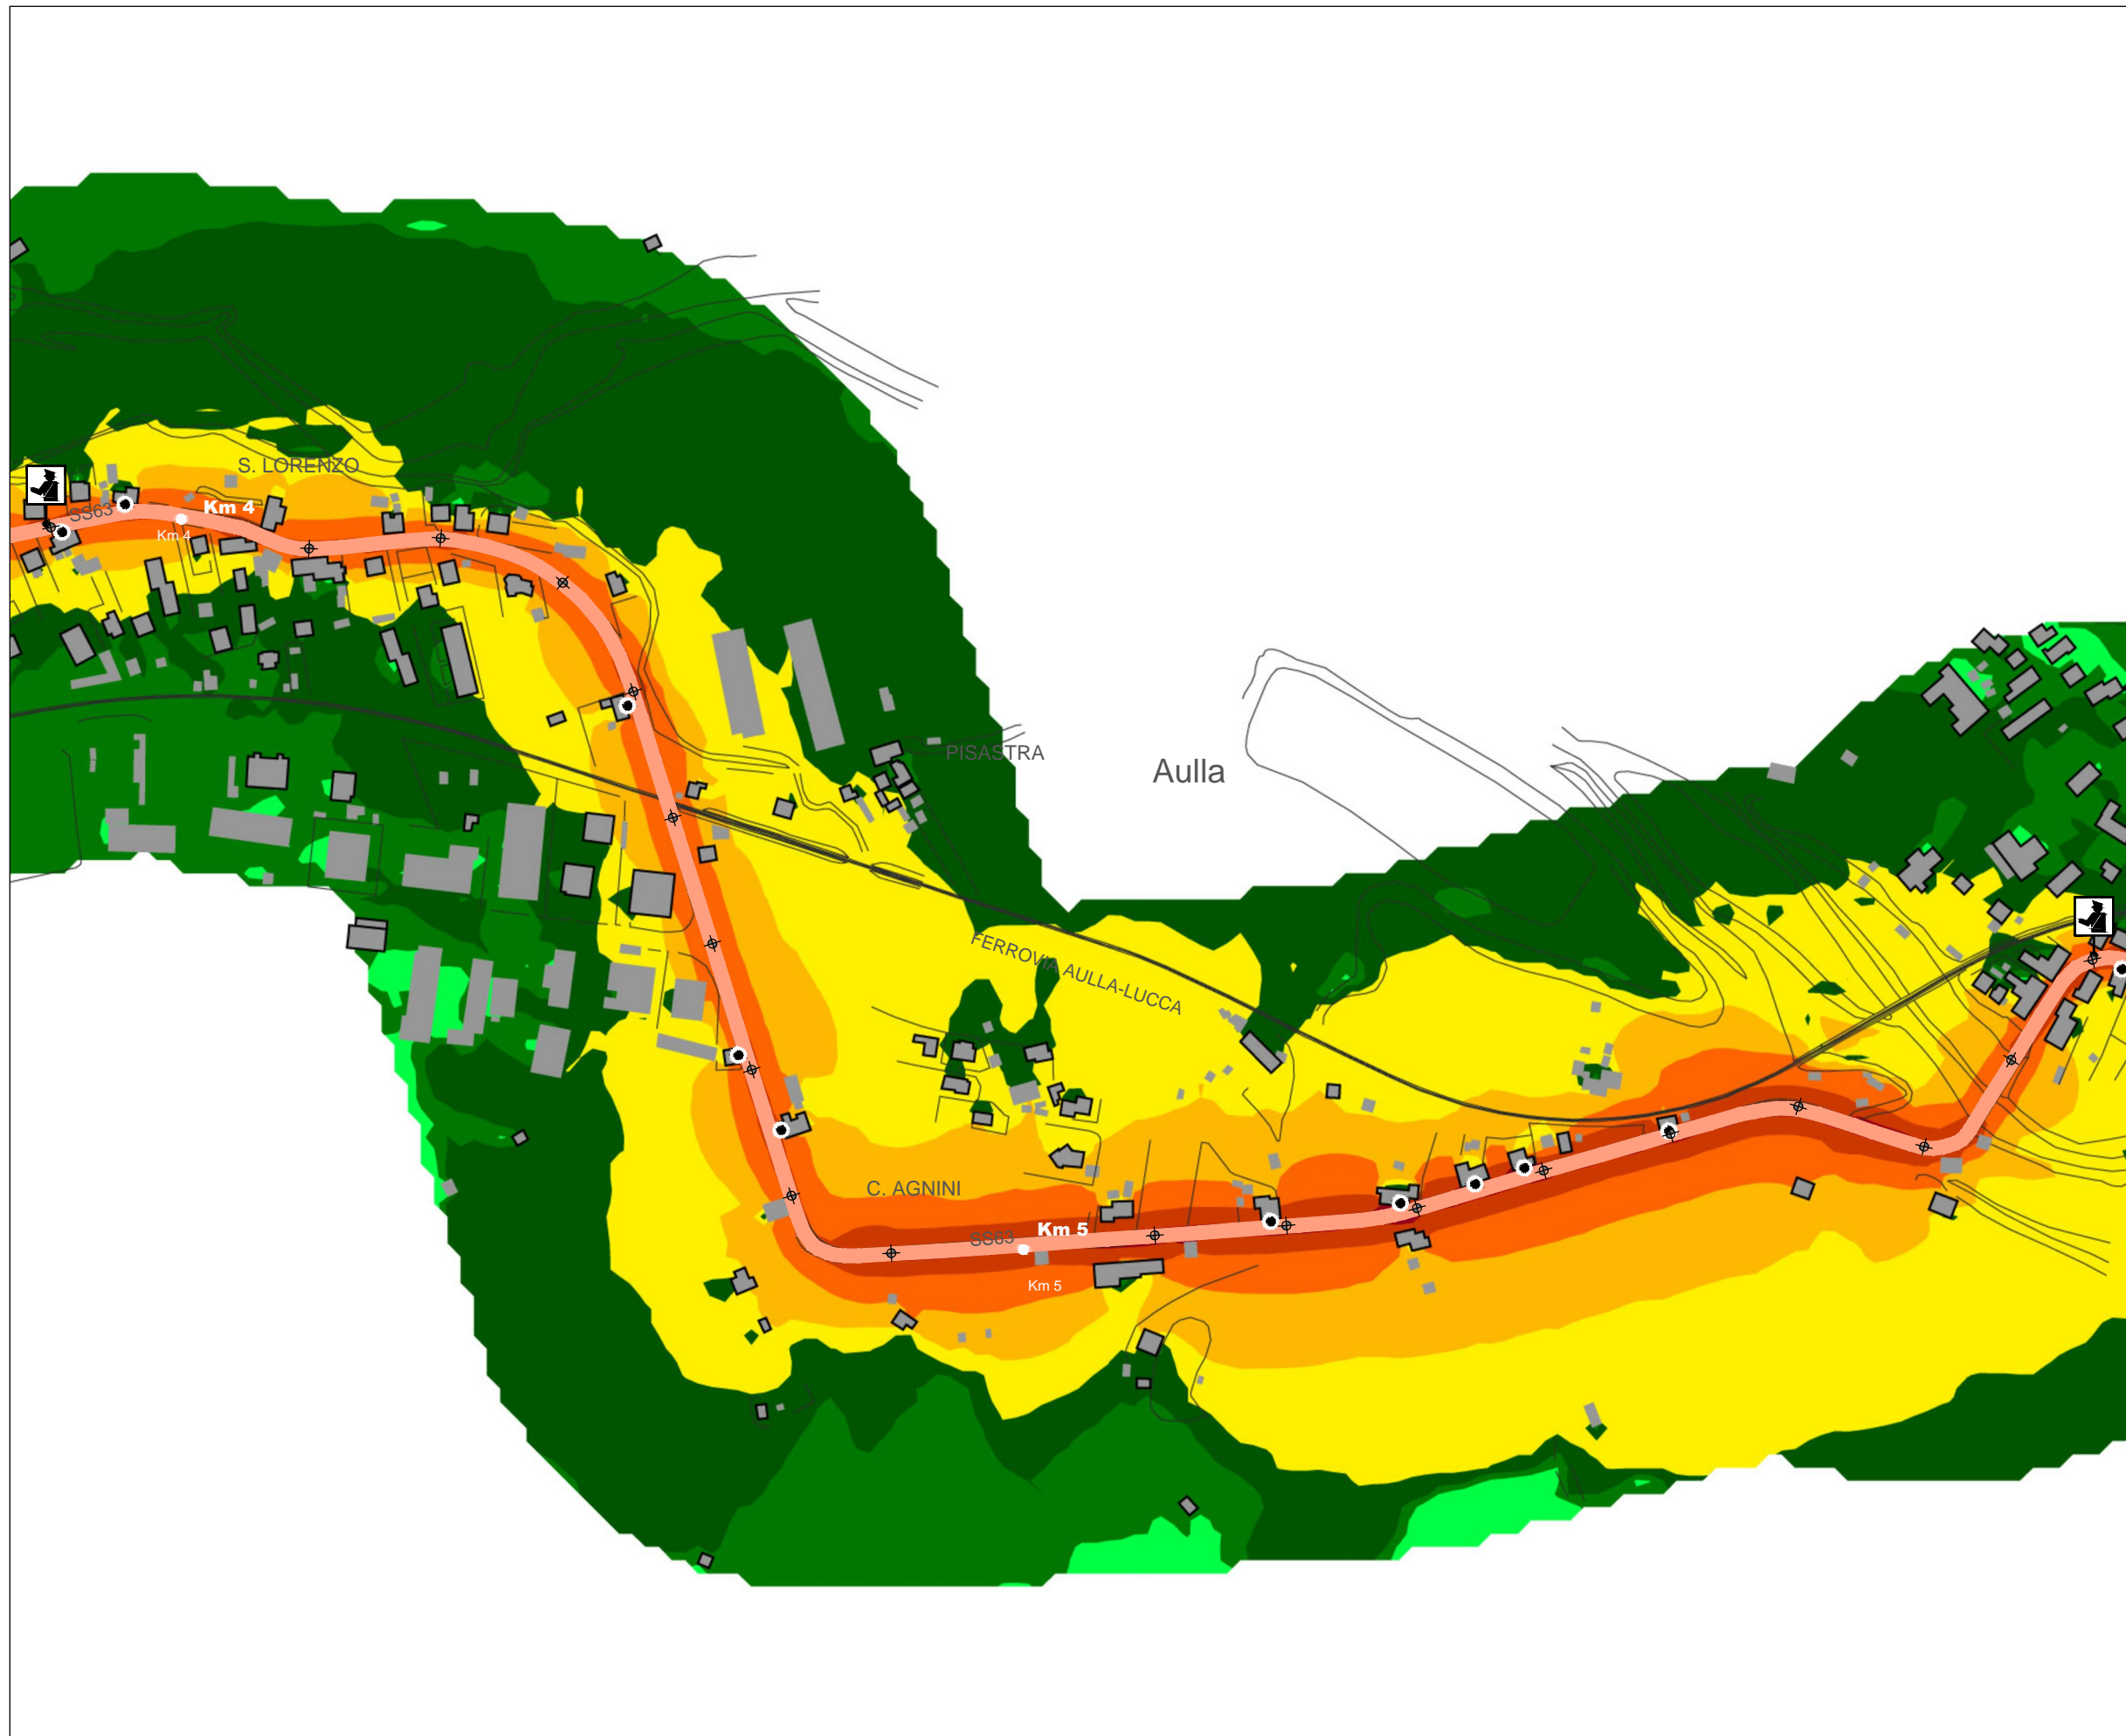 S. LORENZO
SS63
Km 4
Km 4
PISASTRA
Aulla
FERROVIA AULLA-LUCCA
C. AGNINI
SS63
Km 5
Km 5